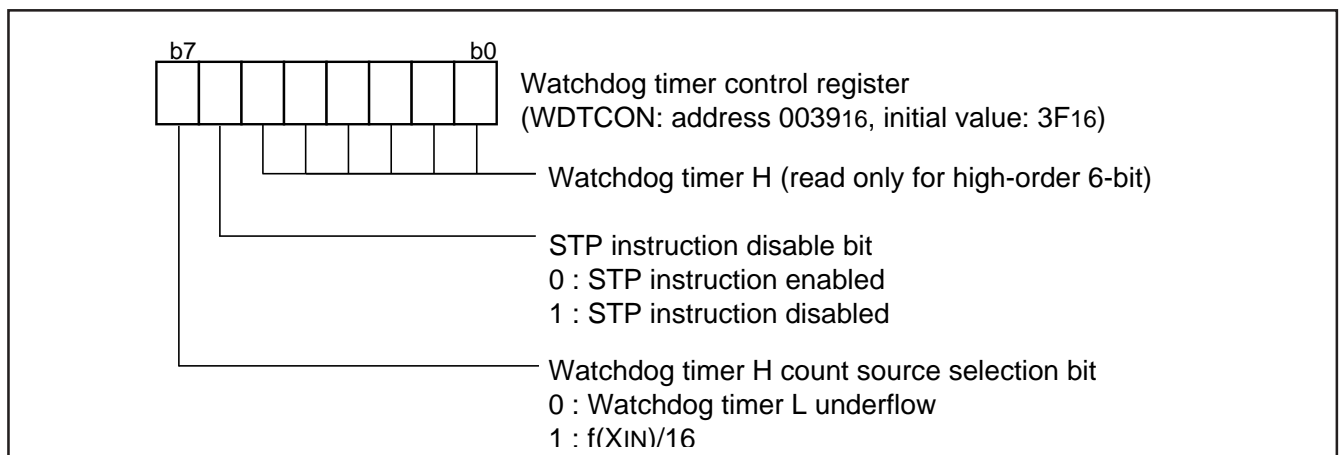 b7 b0
Watchdog timer control register
(WDTCON: address 003916, initial value: 3F16)
Watchdog timer H (read only for high-order 6-bit)
STP instruction disable bit
0 : STP instruction enabled
1 : STP instruction disabled
Watchdog timer H count source selection bit
0 : Watchdog timer L underflow
1 : f(XIN)/16